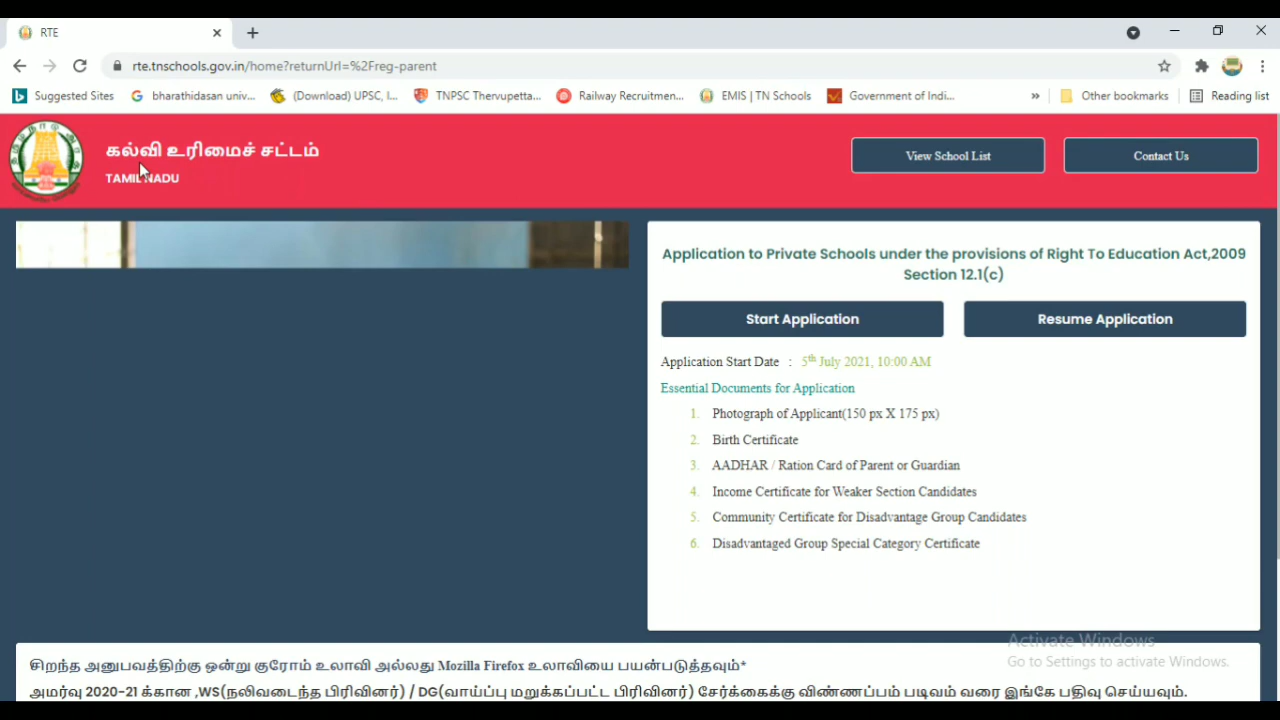 RTE
rte.tnschools.gov.in/home?returnUrl=%2Freg-parent
Suggested Sites
bharathidasan univ...
(Download) UPSC, I...
TNPSC Thervupetta...
Railway Recruitmen...
EMIS | TN Schools
Government of Indi...
»
Other bookmarks
Reading list
கல்வி உரிமைச் சட்டம்
TAMIL NADU
View School List
Contact Us
Application to Private Schools under the provisions of Right To Education Act,2009
Section 12.1(c)
Start Application
Resume Application
Application Start Date : 5th July 2021, 10:00 AM
Essential Documents for Application
1. Photograph of Applicant(150 px X 175 px)
2. Birth Certificate
3. AADHAR / Ration Card of Parent or Guardian
4. Income Certificate for Weaker Section Candidates
5. Community Certificate for Disadvantage Group Candidates
6. Disadvantaged Group Special Category Certificate
Activate Windows
Go to Settings to activate Windows.
சிறந்த அனுபவத்திற்கு ஒன்று குரோம் உலாவி அல்லது Mozilla Firefox உலாவியை பயன்படுத்தவும்*
அமர்வு 2020-21 க்கான ,WS(நலிவடைந்த பிரிவினர்) / DG(வாய்ப்பு மறுக்கப்பட்ட பிரிவினர்) சேர்க்கைக்கு விண்ணப்பம் படிவம் வரை இங்கே பதிவு செய்யவும்.